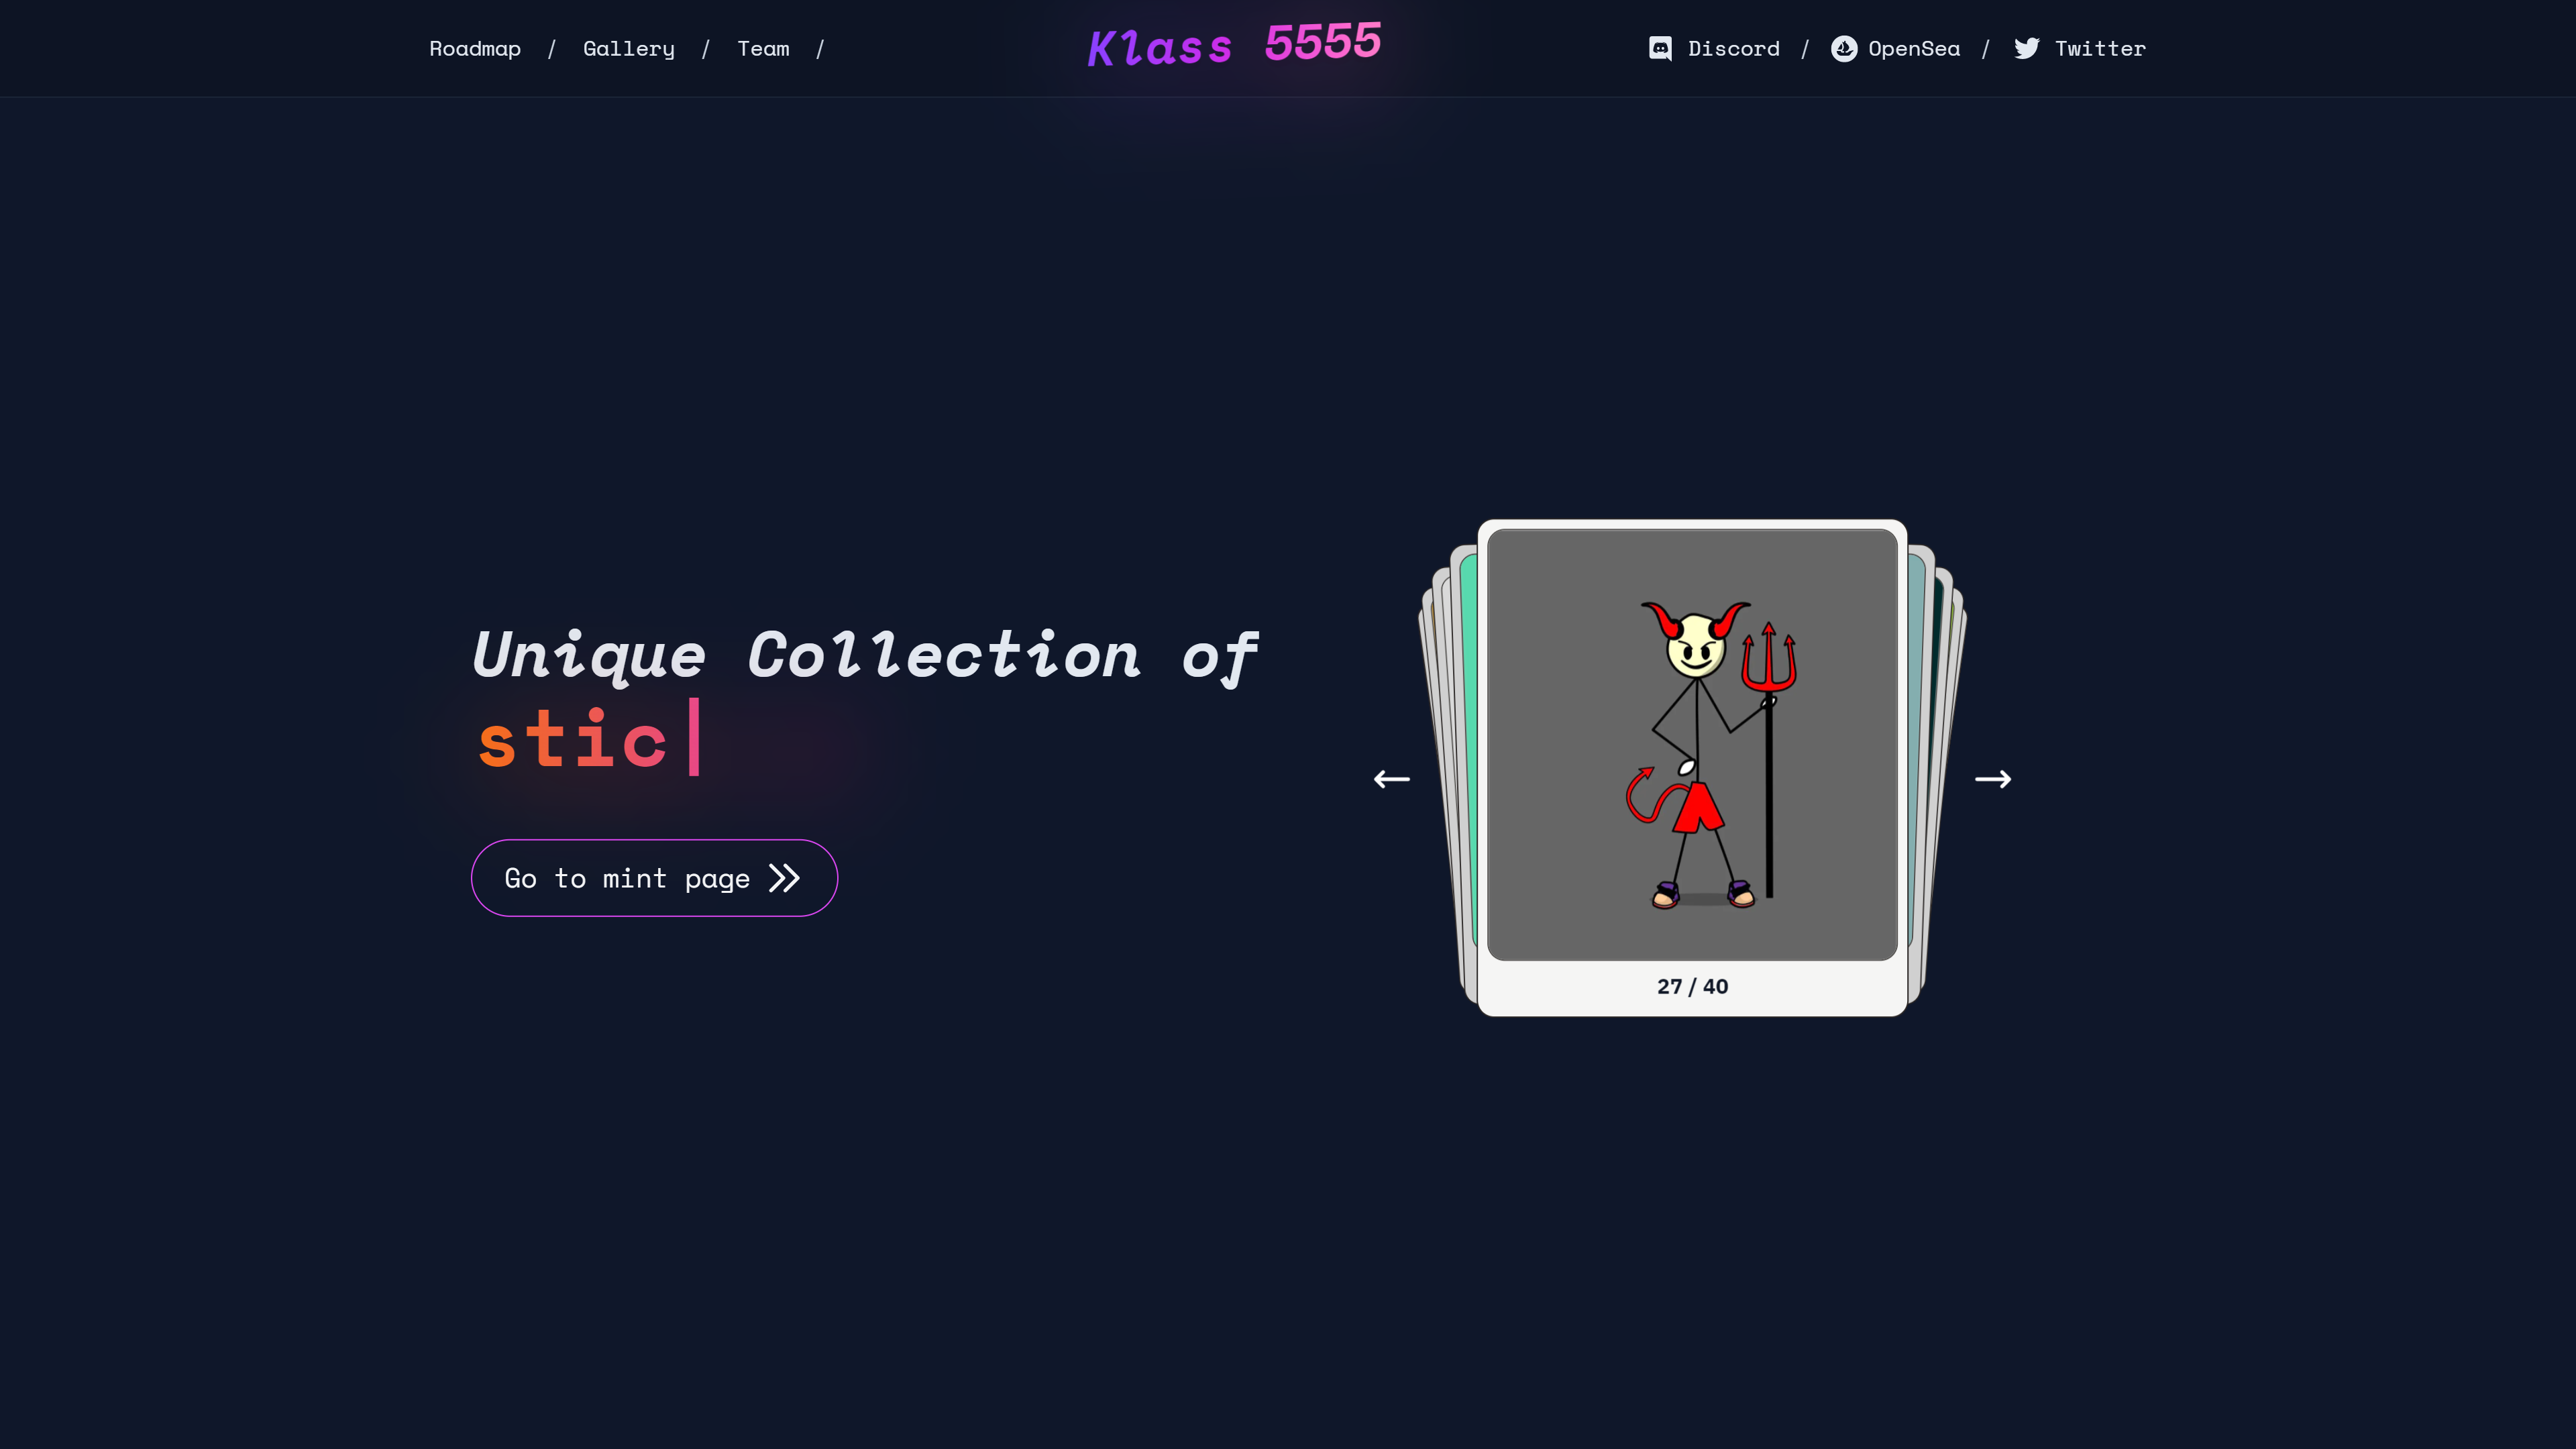 Roadmap / Gallery / Team /
Klass 5555
Discord / OpenSea / Twitter
Unique Collection of
stic|
Go to mint page
27 / 40